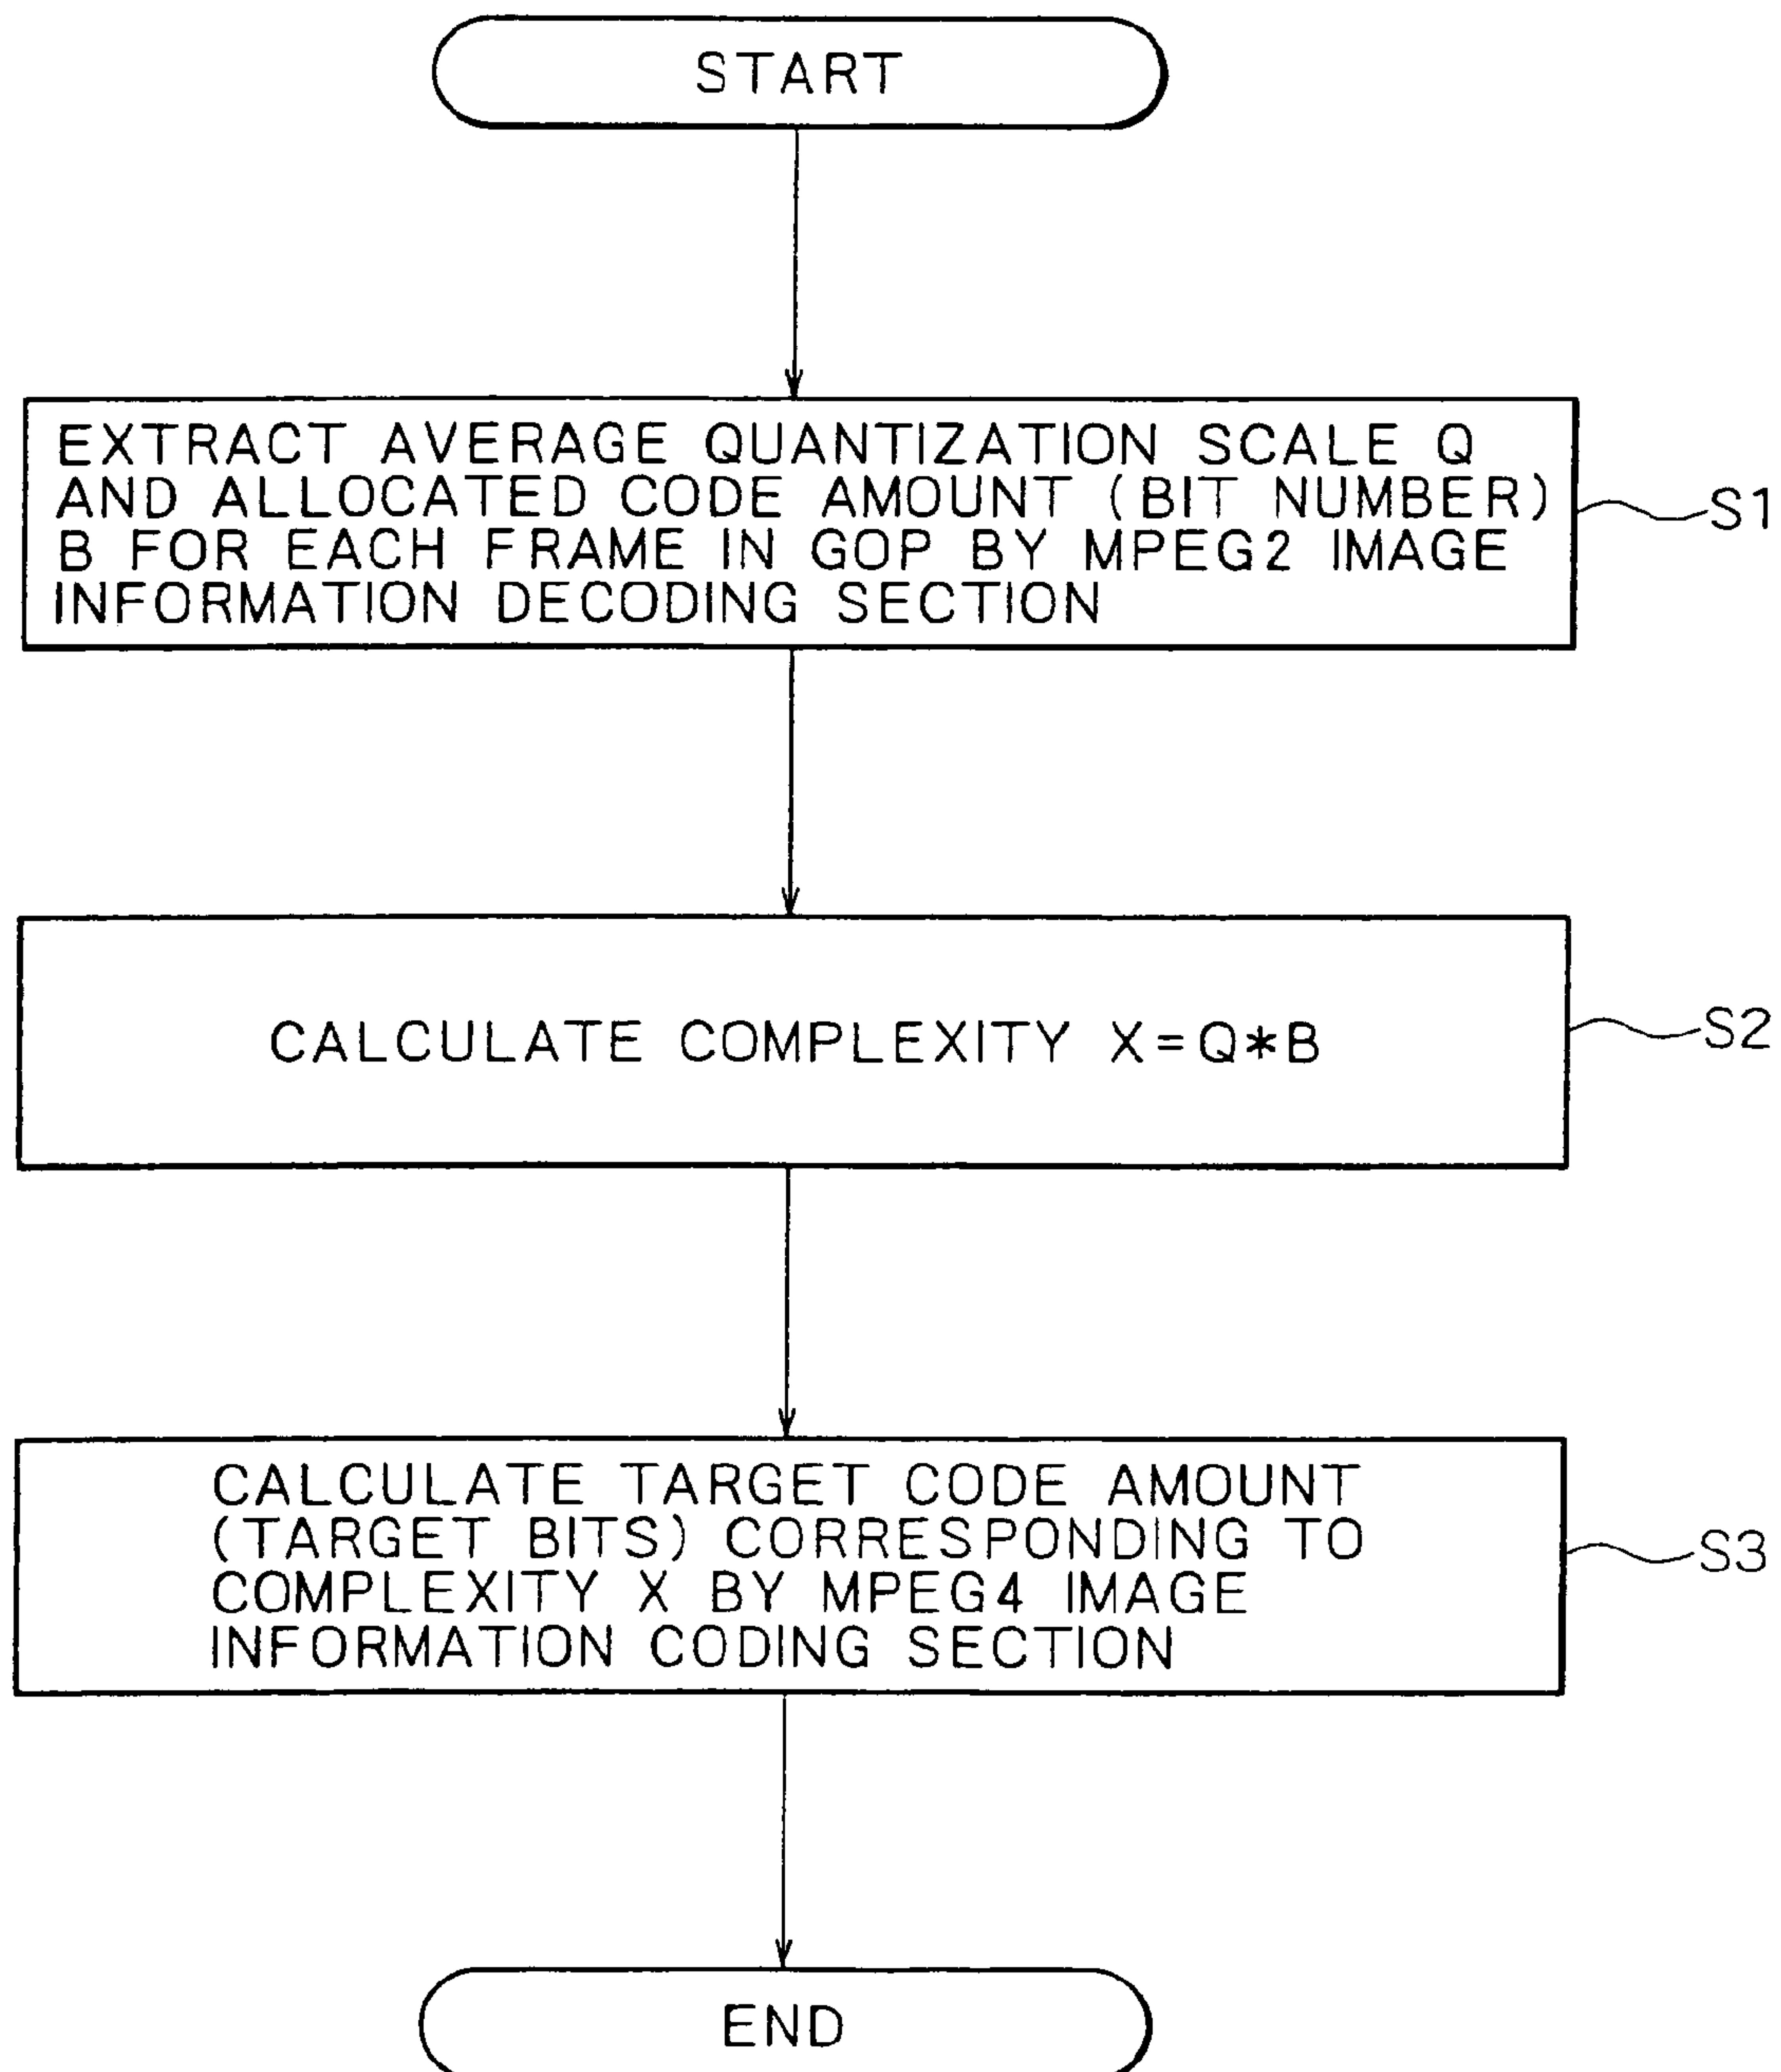 START
EXTRACT AVERAGE QUANTIZATION SCALE Q
AND ALLOCATED CODE AMOUNT (BIT NUMBER)
B FOR EACH FRAME IN GOP BY MPEG2 IMAGE
INFORMATION DECODING SECTION
S1
CALCULATE COMPLEXITY X=Q*B
S2
CALCULATE TARGET CODE AMOUNT
(TARGET BITS) CORRESPONDING TO
COMPLEXITY X BY MPEG4 IMAGE
INFORMATION CODING SECTION
S3
END